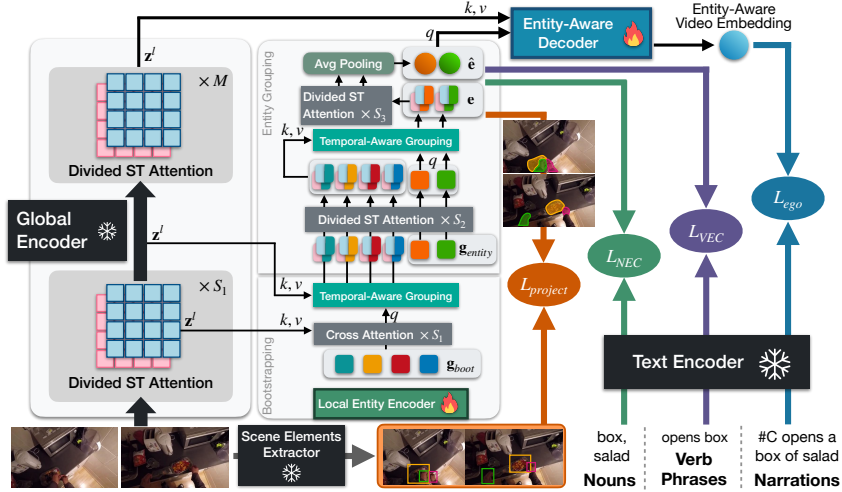 k, v
z^l
× M
Divided ST Attention
Global
Encoder
z^l
z^l
× S_1
Divided ST Attention
Entity Grouping
Avg Pooling
ê
q
Divided ST
Attention × S_3
e
k, v
Temporal-Aware Grouping
q
Divided ST Attention × S_2
g_entity
k, v
Temporal-Aware Grouping
q
k, v
Cross Attention × S_1
g_boot
Bootstrapping
Local Entity Encoder
Entity-Aware
Decoder
Entity-Aware
Video Embedding
L_project
L_NEC
L_VEC
L_ego
Text Encoder
Scene Elements
Extractor
box,
salad
Nouns
opens box
Verb
Phrases
#C opens a
box of salad
Narrations